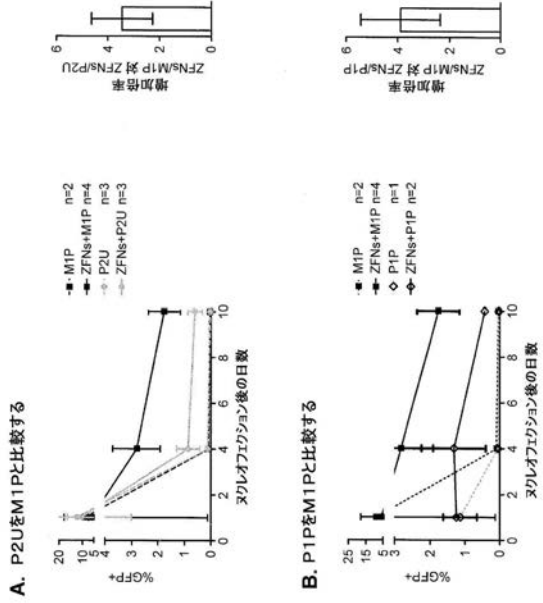 A. P2UをM1Pと比較する
%GFP+
20
15
10
5
4
3
2
1
0
0 2 4 6 8 10
ヌクレオフェクション後の日数
M1P n=2
ZFNs+M1P n=4
P2U n=3
ZFNs+P2U n=3
増加倍率
ZFNs/M1P 対 ZFNs/P2U
6
4
2
0
B. P1PをM1Pと比較する
%GFP+
25
15
5
3
2
1
0
0 2 4 6 8 10
ヌクレオフェクション後の日数
M1P n=2
ZFNs+M1P n=4
P1P n=1
ZFNs+P1P n=2
増加倍率
ZFNs/M1P 対 ZFNs/P1P
6
4
2
0